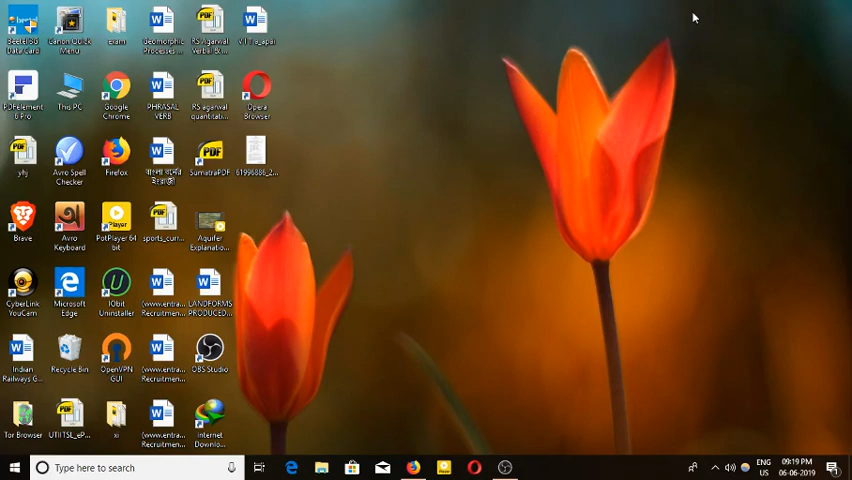 Beetel 3G
Data Card
Canon Quick
Menu
exam
Geomorphic
Processes ...
RS Agarwal
Verbal & ...
PDFelement
6 Pro
This PC
Google
Chrome
PHRASAL
VERB
RS agarwal
quantitati...
Opera
Browser
yhj
Avro Spell
Checker
Firefox
SumatraPDF
61996886_2...
Brave
Avro
Keyboard
PotPlayer 64
bit
sports_curr...
Aquifer
Explanatio...
CyberLink
YouCam
Microsoft
Edge
IObit
Uninstaller
(www.entra...
Recruitmen...
LANDFORMS
PRODUCED...
Indian
Railways G...
Recycle Bin
OpenVPN
GUI
(www.entra...
Recruitmen...
OBS Studio
Tor Browser
UTIITSL_eP...
xi
(www.entra...
Recruitmen...
Internet
Downlo...
Type here to search
ENG
US
09:19 PM
06-06-2019